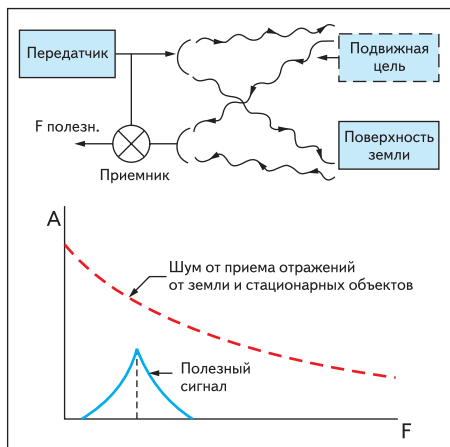 Передатчик
Подвижная
цель
F полезн.
Приемник
Поверхность
земли
A
Шум от приема отражений
от земли и стационарных объектов
Полезный
сигнал
F